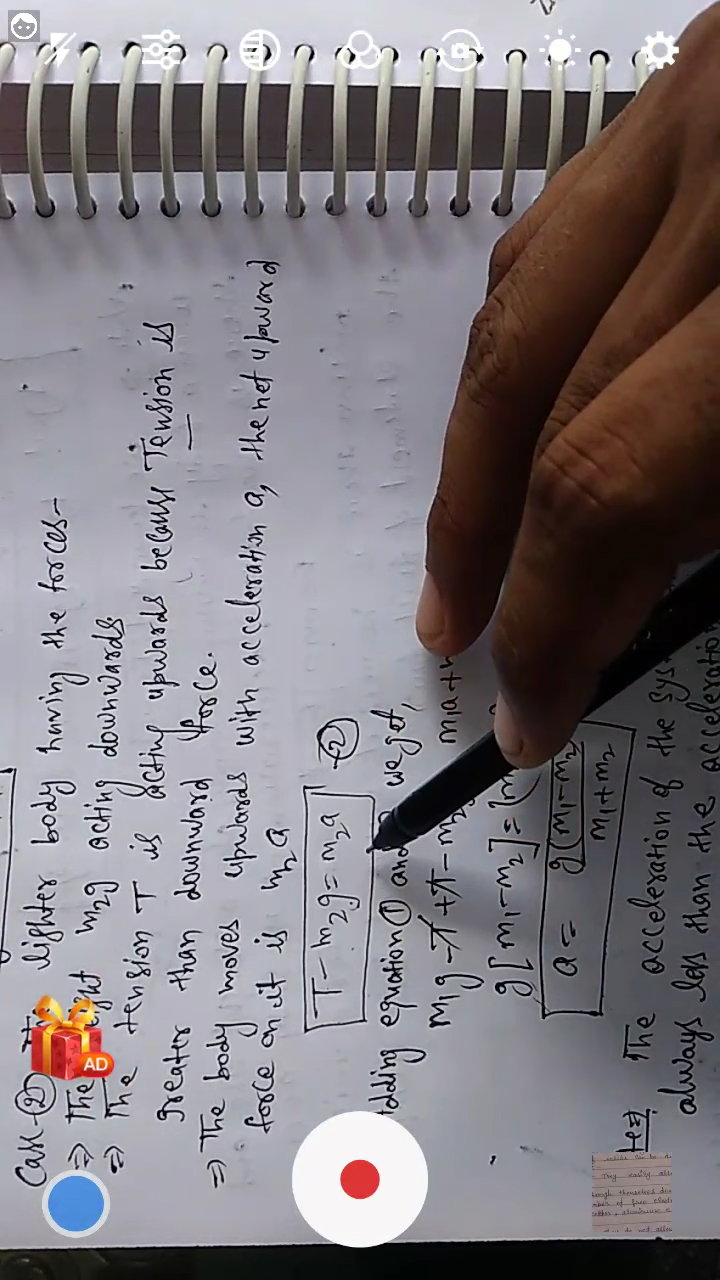 Case-② lighter body having the forces-
⇒ The m₂g acting downwards
⇒ The tension T is acting upwards because Tension is
greater than downward force.
⇒ The body moves upwards with acceleration a, the net upward
force on it is m₂a
T - m₂g = m₂a -②
Adding equation ① and we get,
m₁g - T + T - m₂g m₁a +
g[m₁ - m₂] =
a = g(m₁ - m₂)
m₁ + m₂
The acceleration of the
always less than the acceleration
AD